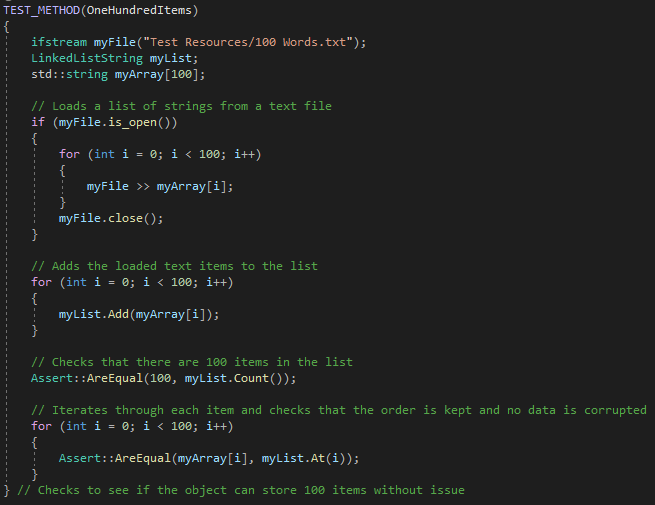 TEST_METHOD(OneHundredItems)
{
    ifstream myFile("Test Resources/100 Words.txt");
    LinkedListString myList;
    std::string myArray[100];

    // Loads a list of strings from a text file
    if (myFile.is_open())
    {
        for (int i = 0; i < 100; i++)
        {
            myFile >> myArray[i];
        }
        myFile.close();
    }

    // Adds the loaded text items to the list
    for (int i = 0; i < 100; i++)
    {
        myList.Add(myArray[i]);
    }

    // Checks that there are 100 items in the list
    Assert::AreEqual(100, myList.Count());

    // Iterates through each item and checks that the order is kept and no data is corrupted
    for (int i = 0; i < 100; i++)
    {
        Assert::AreEqual(myArray[i], myList.At(i));
    }
} // Checks to see if the object can store 100 items without issue